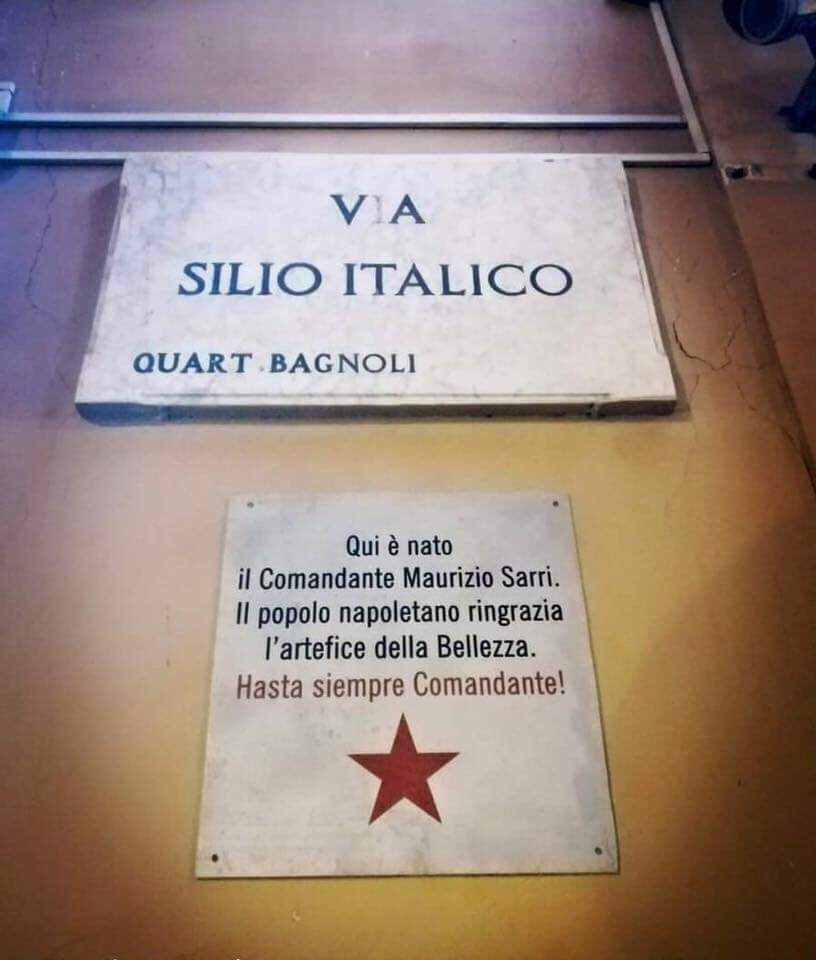 VIA
SILIO ITALICO
QUART. BAGNOLI
Qui è nato
il Comandante Maurizio Sarri.
Il popolo napoletano ringrazia
l'artefice della Bellezza.
Hasta siempre Comandante!